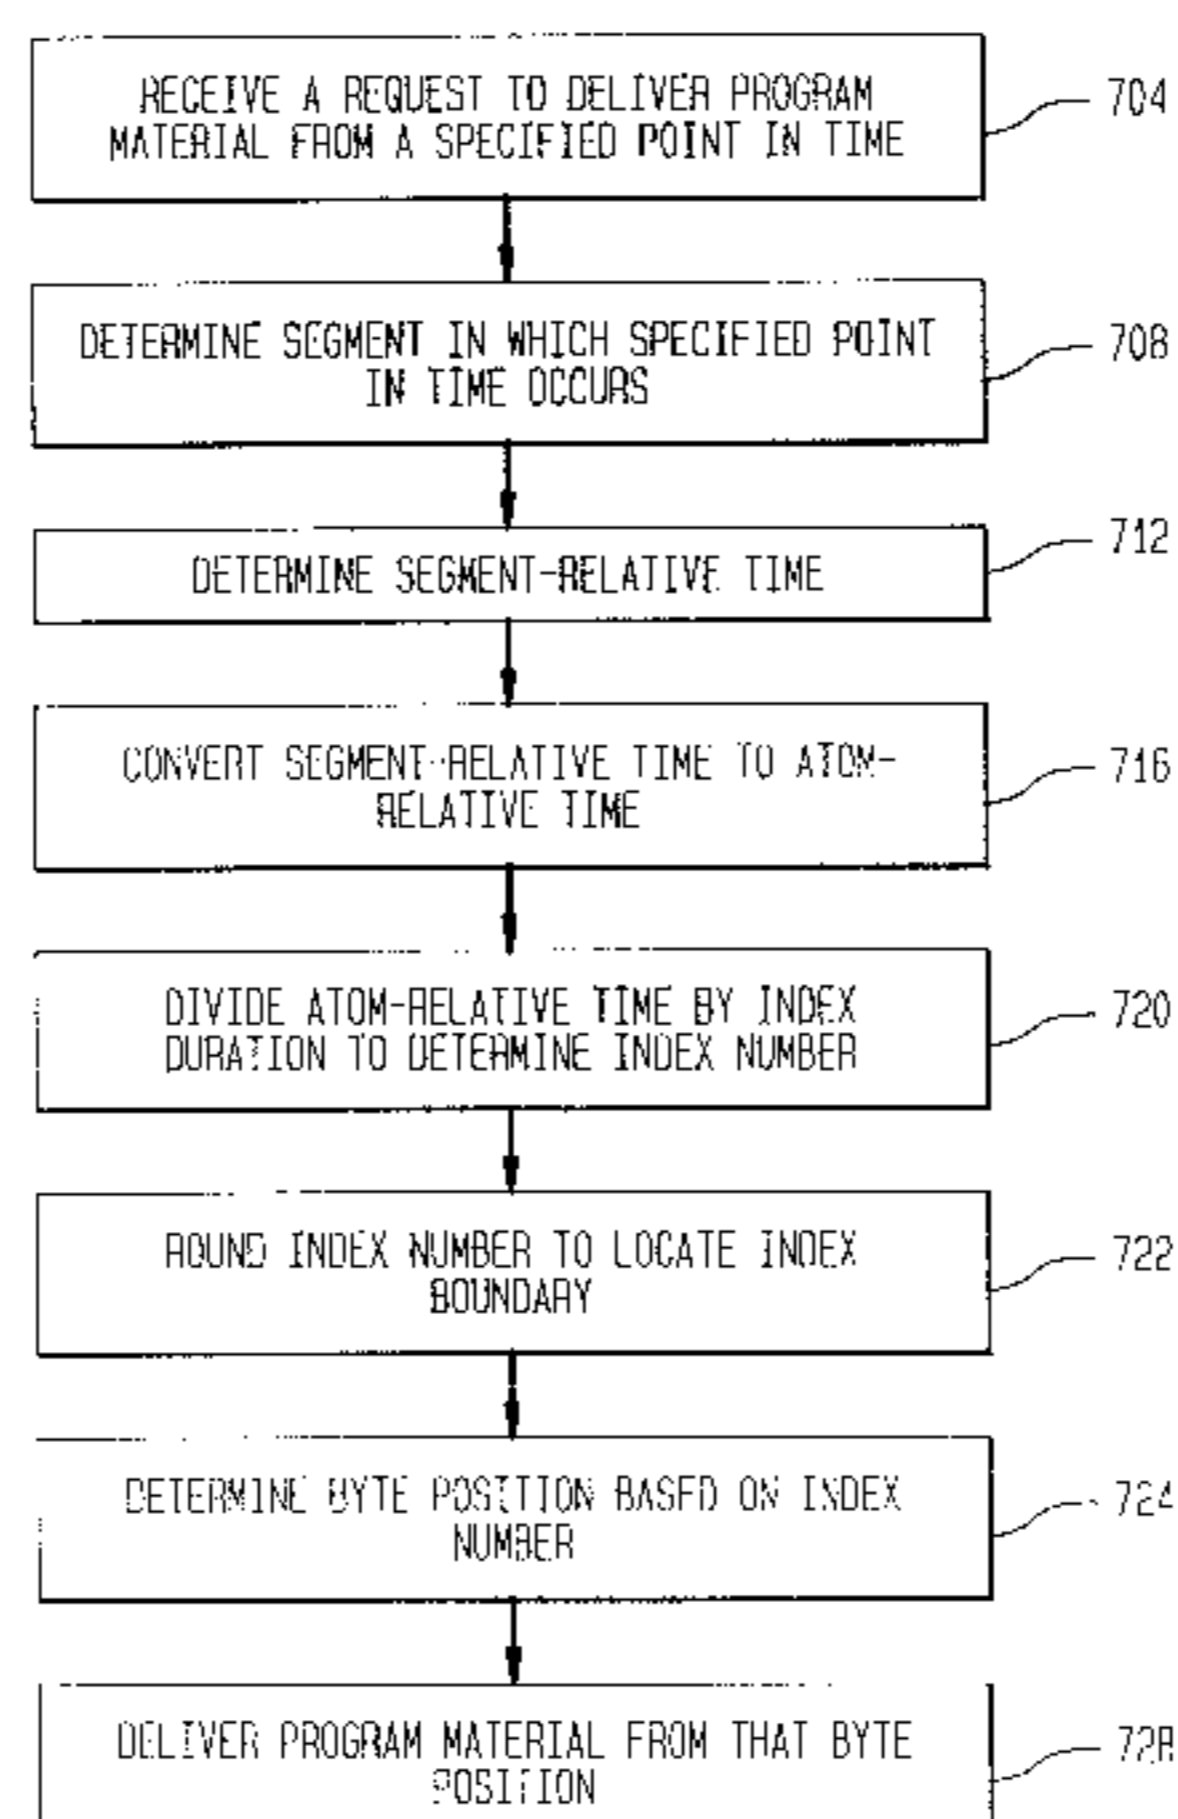 RECEIVE A REQUEST TO DELIVER PROGRAM
MATERIAL FROM A SPECIFIED POINT IN TIME
704
DETERMINE SEGMENT IN WHICH SPECIFIED POINT
IN TIME OCCURS
708
DETERMINE SEGMENT-RELATIVE TIME
712
CONVERT SEGMENT-RELATIVE TIME TO ATOM-
RELATIVE TIME
716
DIVIDE ATOM-RELATIVE TIME BY INDEX
DURATION TO DETERMINE INDEX NUMBER
720
ROUND INDEX NUMBER TO LOCATE INDEX
BOUNDARY
722
DETERMINE BYTE POSITION BASED ON INDEX
NUMBER
724
DELIVER PROGRAM MATERIAL FROM THAT BYTE
POSITION
728